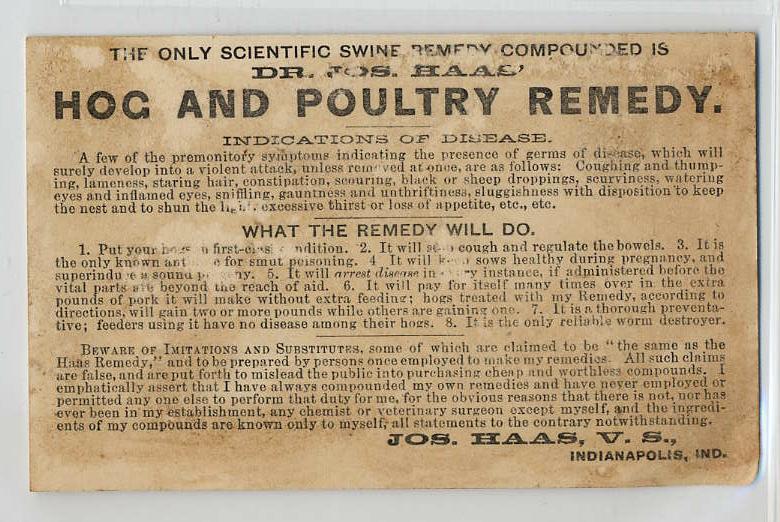 THE ONLY SCIENTIFIC SWINE REMEDY COMPOUNDED IS
DR. JOS. HAAS'
HOG AND POULTRY REMEDY.
INDICATIONS OF DISEASE.
A few of the premonitory symptoms indicating the presence of germs of disease, which will
surely develop into a violent attack, unless removed at once, are as follows: Coughing and thump-
ing, lameness, staring hair, constipation, scouring, black or sheep droppings, scurviness, watering
eyes and inflamed eyes, sniffling, gauntness and unthriftiness, sluggishness with disposition to keep
the nest and to shun the light, excessive thirst or loss of appetite, etc., etc.
WHAT THE REMEDY WILL DO.
1. Put your hogs in first-class condition. 2. It will stop cough and regulate the bowels. 3. It is
the only known for smut poisoning. 4 It will keep sows healthy during pregnancy, and
superinduce a sound progeny. 5. It will arrest disease in every instance, if administered before the
vital parts are beyond the reach of aid. 6. It will pay for itself many times over in the extra
pounds of pork it will make without extra feeding; hogs treated with my Remedy, according to
directions, will gain two or more pounds while others are gaining one. 7. It is a thorough preventa-
tive; feeders using it have no disease among their hogs. 8. It is the only reliable worm destroyer.
BEWARE OF IMITATIONS AND SUBSTITUTES, some of which are claimed to be "the same as the
Haas Remedy," and to be prepared by persons once employed to make my remedies. All such claims
are false, and are put forth to mislead the public into purchasing cheap and worthless compounds. I
emphatically assert that I have always compounded my own remedies and have never employed or
permitted any one else to perform that duty for me, for the obvious reasons that there is not, nor has
ever been in my establishment, any chemist or veterinary surgeon except myself, and the ingredi-
ents of my compounds are known only to myself, all statements to the contrary notwithstanding.
JOS. HAAS, V. S.,
INDIANAPOLIS, IND.